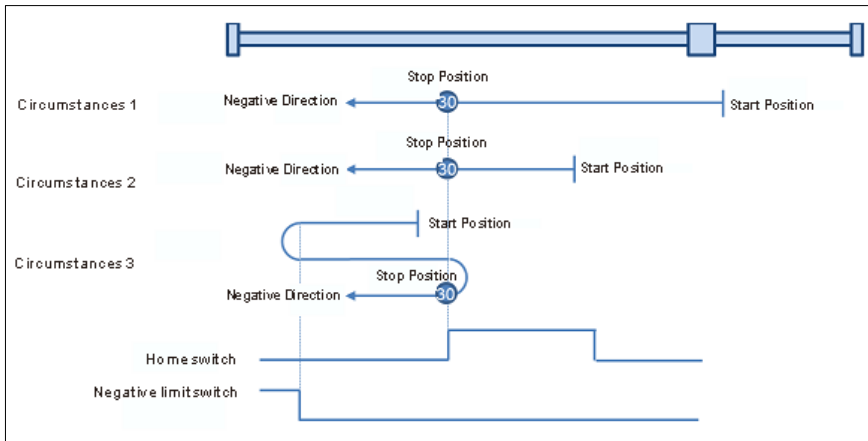 Stop Position
Negative Direction
30
Start Position
Circumstances 1
Stop Position
Negative Direction
30
Start Position
Circumstances 2
Start Position
Circumstances 3
Stop Position
Negative Direction
30
Home switch
Negative limit switch